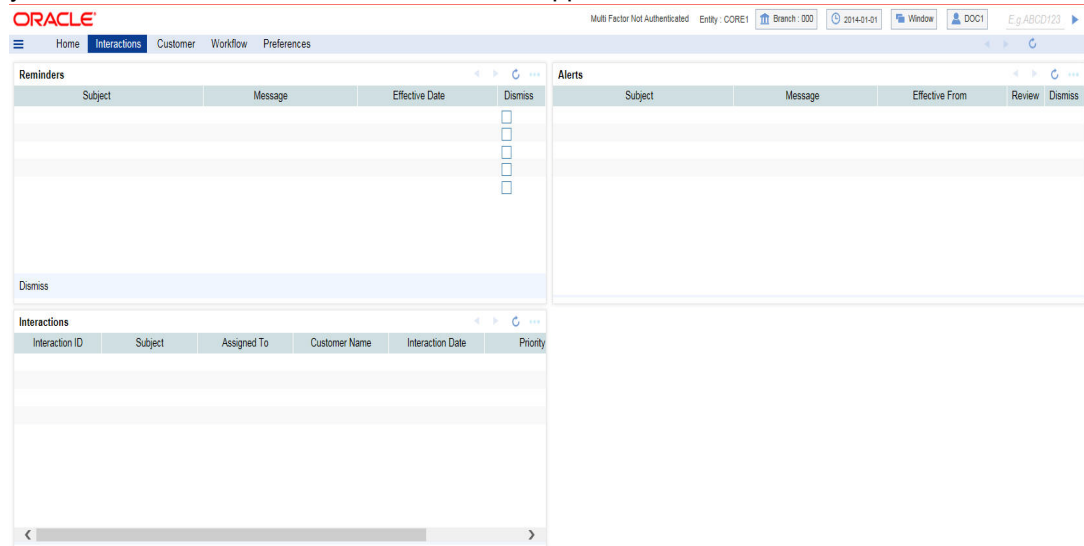 ORACLE
Multi Factor Not Authenticated Entity : CORE1 Branch : 000 2014-01-01 Window DOC1 E.g.ABCD123
Home Interactions Customer Workflow Preferences
Reminders
Subject Message Effective Date Dismiss
Dismiss
Alerts
Subject Message Effective From Review Dismiss
Interactions
Interaction ID Subject Assigned To Customer Name Interaction Date Priority